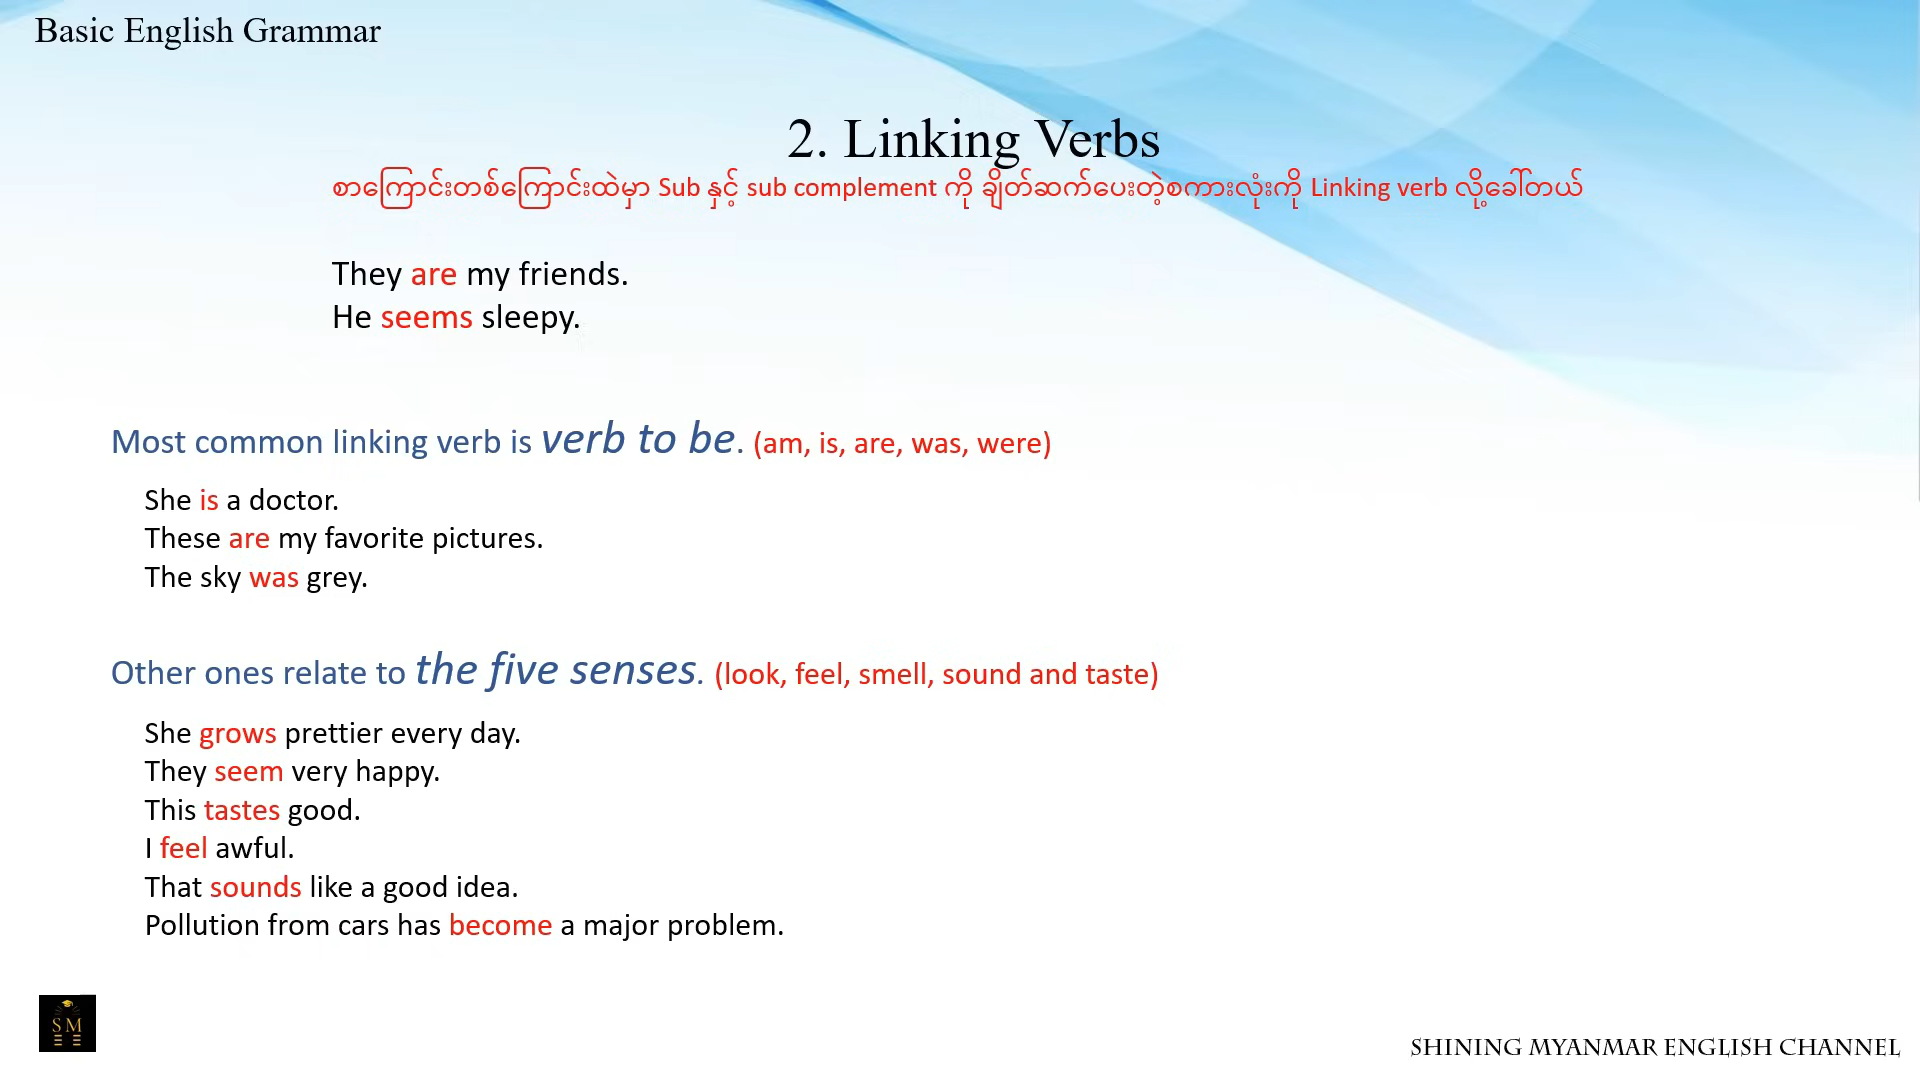 Basic English Grammar
2. Linking Verbs
စာကြောင်းတစ်ကြောင်းထဲမှာ Sub နှင့် sub complement ကို ချိတ်ဆက်ပေးတဲ့စကားလုံးကို Linking verb လို့ခေါ်တယ်
They are my friends.
He seems sleepy.
Most common linking verb is verb to be. (am, is, are, was, were)
She is a doctor.
These are my favorite pictures.
The sky was grey.
Other ones relate to the five senses. (look, feel, smell, sound and taste)
She grows prettier every day.
They seem very happy.
This tastes good.
I feel awful.
That sounds like a good idea.
Pollution from cars has become a major problem.
SM
SHINING MYANMAR ENGLISH CHANNEL